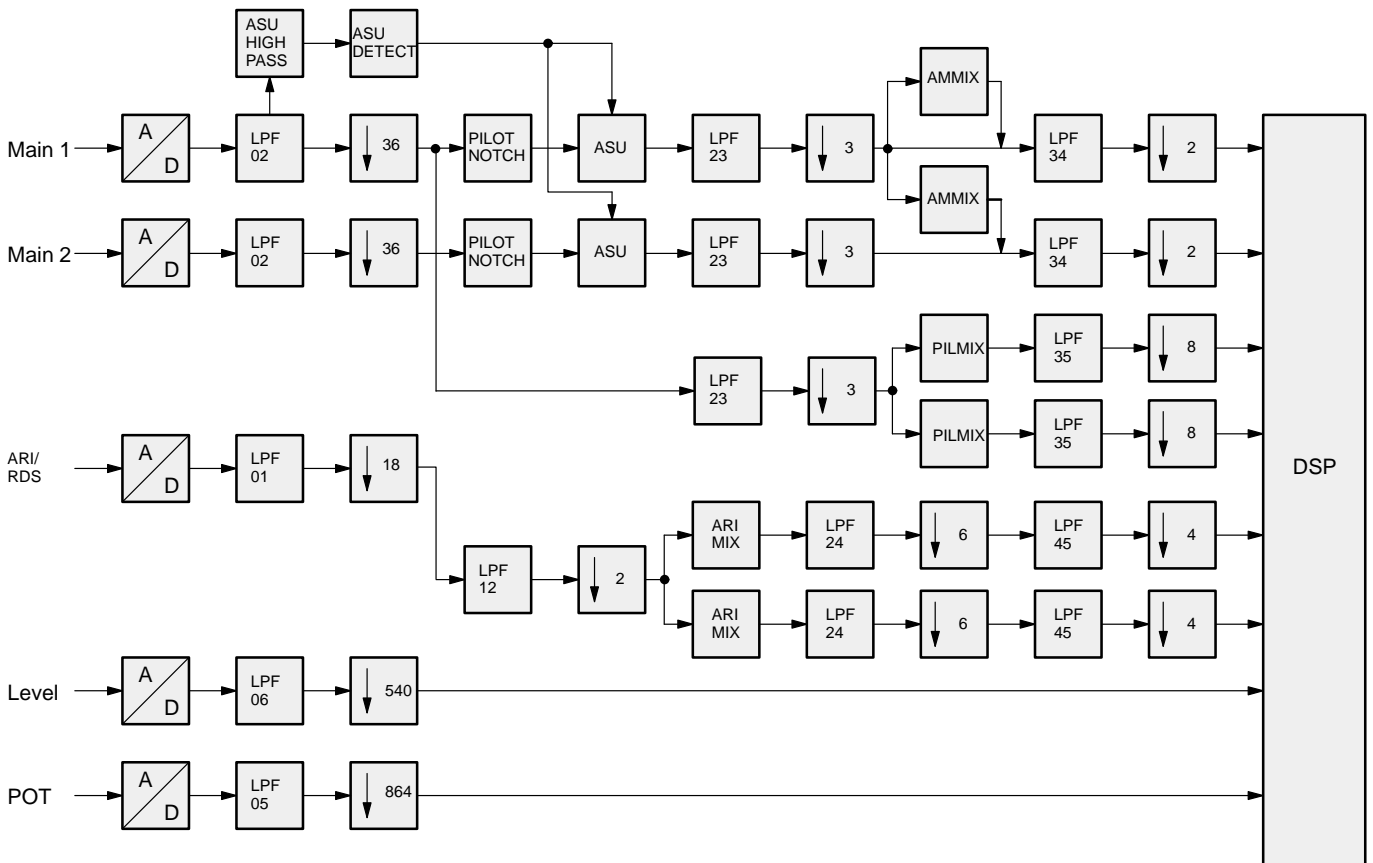 ASU
HIGH
PASS
ASU
DETECT
AMMIX
Main 1
A
D
LPF
02
36
PILOT
NOTCH
ASU
LPF
23
3
LPF
34
2
AMMIX
Main 2
A
D
LPF
02
36
PILOT
NOTCH
ASU
LPF
23
3
LPF
34
2
PILMIX
LPF
35
8
LPF
23
3
PILMIX
LPF
35
8
ARI/
RDS
A
D
LPF
01
18
DSP
ARI
MIX
LPF
24
6
LPF
45
4
LPF
12
2
ARI
MIX
LPF
24
6
LPF
45
4
Level
A
D
LPF
06
540
POT
A
D
LPF
05
864